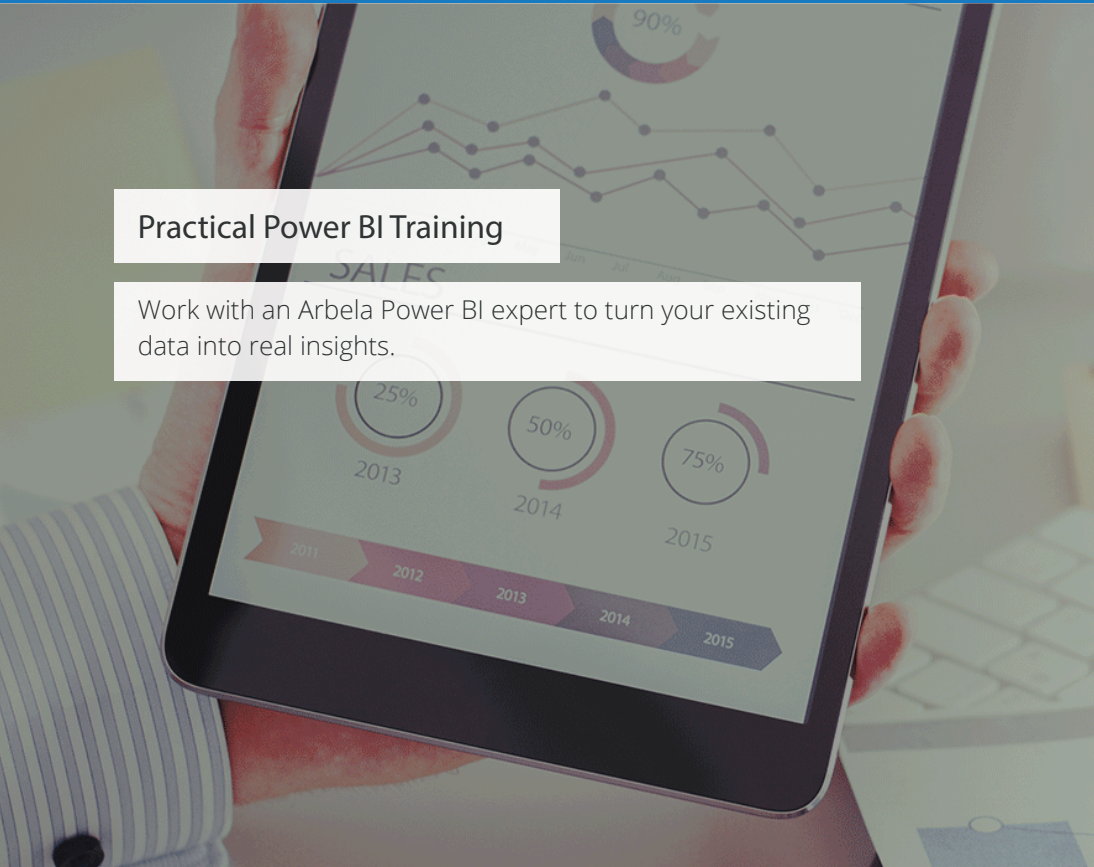 90%
Practical Power BI Training
Jun Jul Aug
SALES
Work with an Arbela Power BI expert to turn your existing
data into real insights.
25% 50% 75%
2013 2014 2015
2011 2012 2013 2014 2015